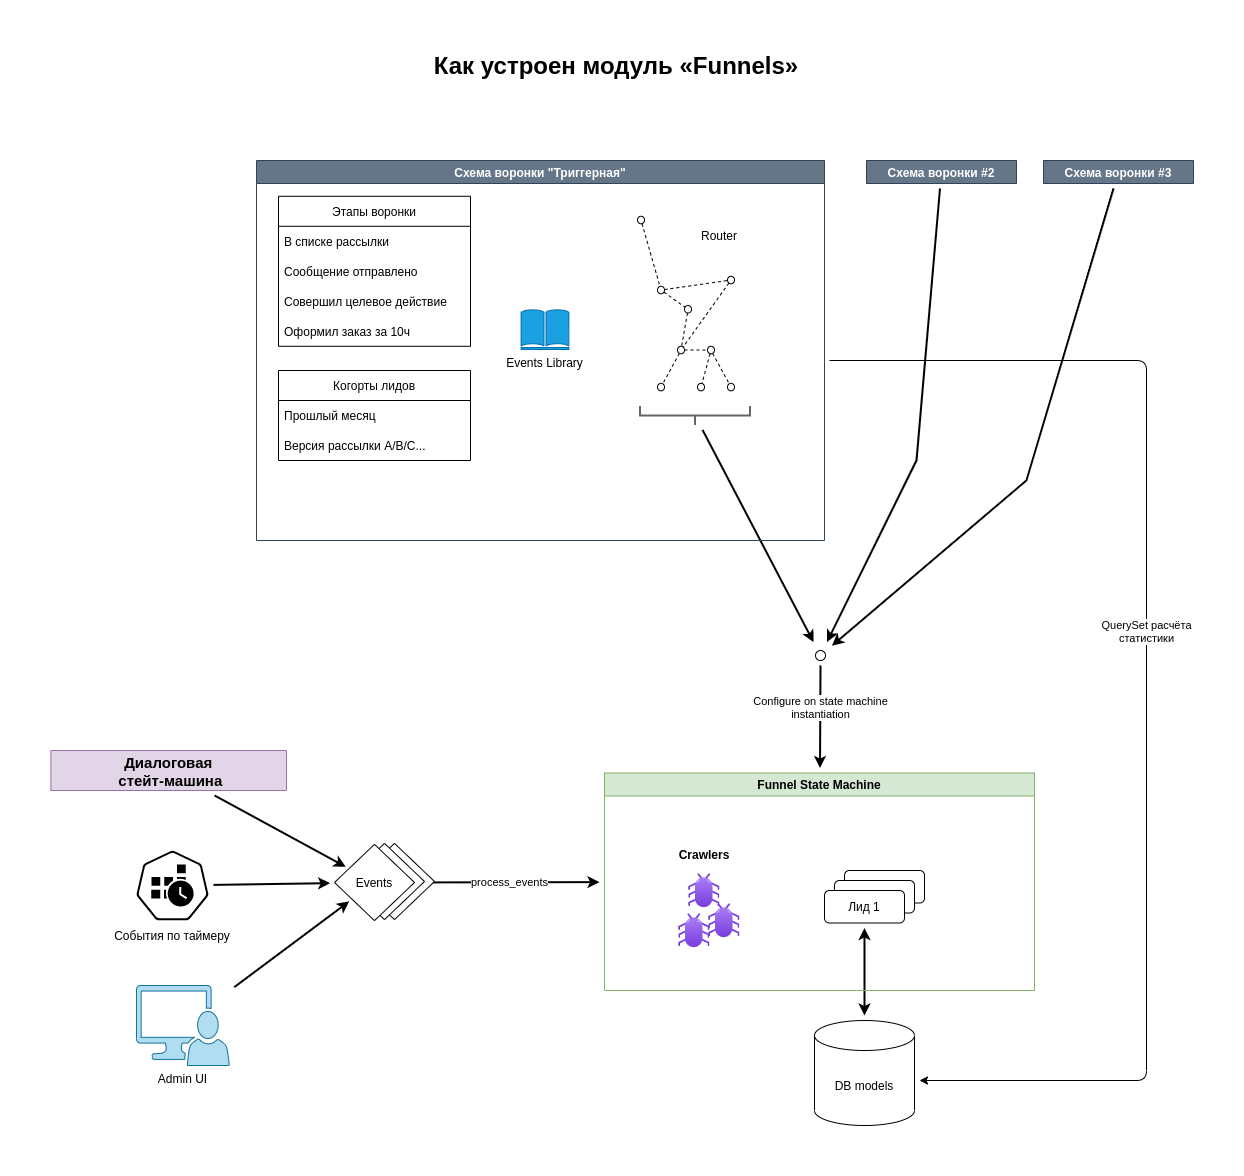 Как устроен модуль «Funnels»
Схема воронки "Триггерная"
Схема воронки #2
Схема воронки #3
Этапы воронки
В списке рассылки
Сообщение отправлено
Совершил целевое действие
Оформил заказ за 10ч
Когорты лидов
Прошлый месяц
Версия рассылки A/B/C...
Events Library
Router
QuerySet расчёта
статистики
Configure on state machine
instantiation
Диалоговая
стейт-машина
События по таймеру
Admin UI
Events
process_events
Funnel State Machine
Crawlers
Лид 1
DB models